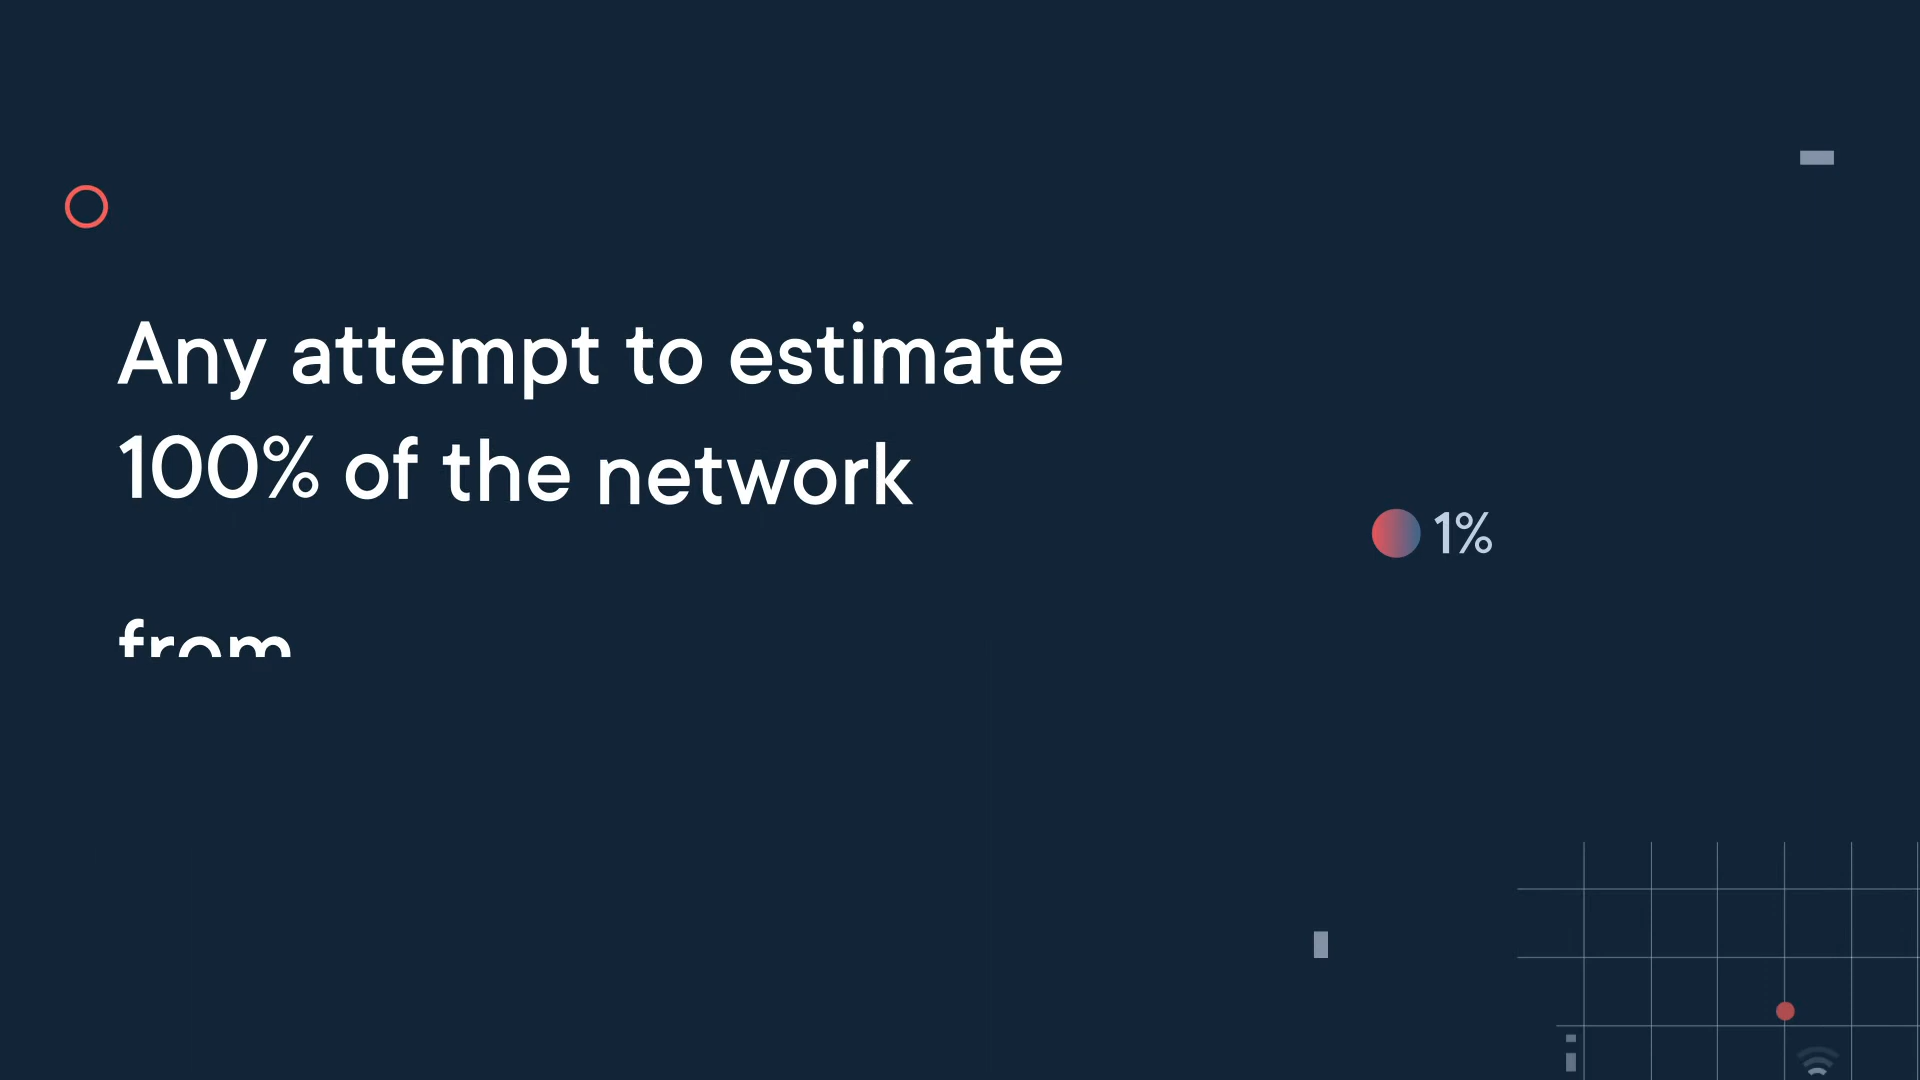 Any attempt to estimate
100% of the network
from
1%